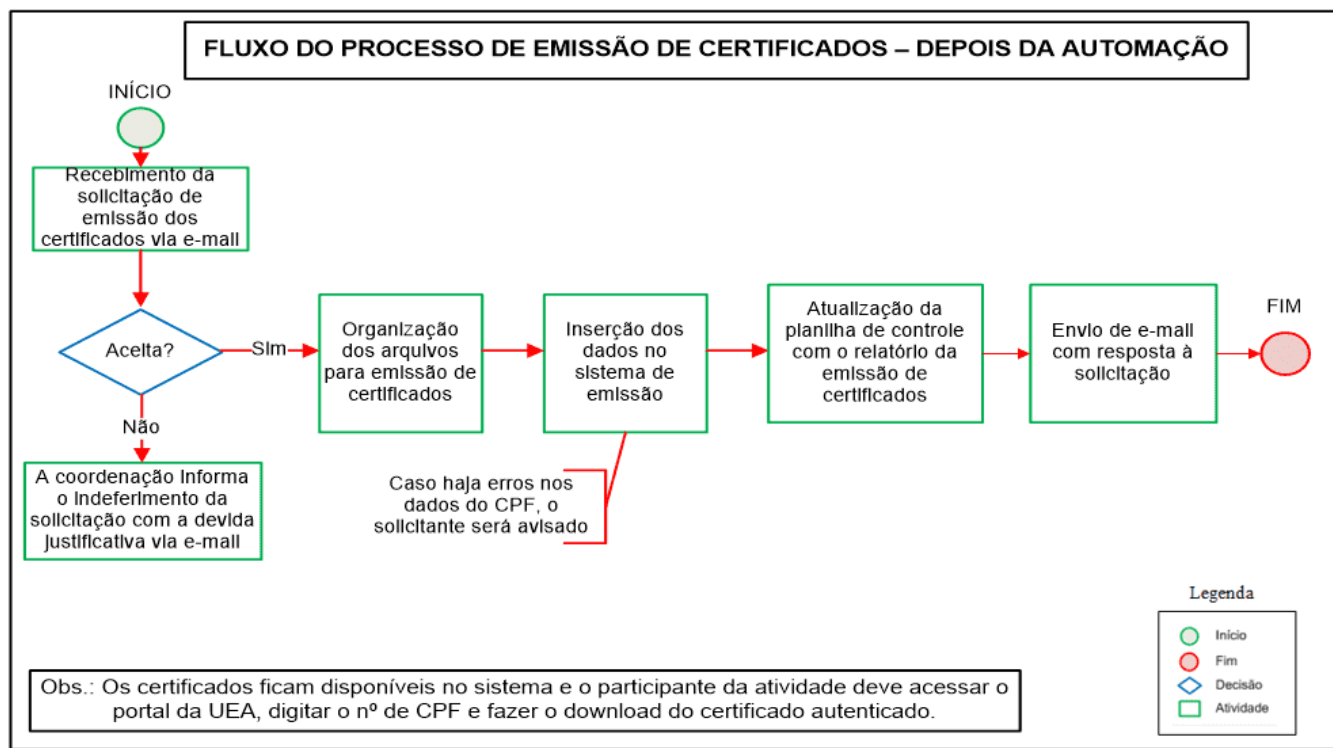 FLUXO DO PROCESSO DE EMISSÃO DE CERTIFICADOS – DEPOIS DA AUTOMAÇÃO
INÍCIO
Recebimento da
solicitação de
emissão dos
certificados via e-mail
Aceita?
Sim
Não
A coordenação informa
o indeferimento da
solicitação com a devida
justificativa via e-mail
Organização
dos arquivos
para emissão de
certificados
Inserção dos
dados no
sistema de
emissão
Caso haja erros nos
dados do CPF, o
solicitante será avisado
Atualização da
planilha de controle
com o relatório da
emissão de
certificados
Envio de e-mail
com resposta à
solicitação
FIM
Legenda
Início
Fim
Decisão
Atividade
Obs.: Os certificados ficam disponíveis no sistema e o participante da atividade deve acessar o
portal da UEA, digitar o nº de CPF e fazer o download do certificado autenticado.